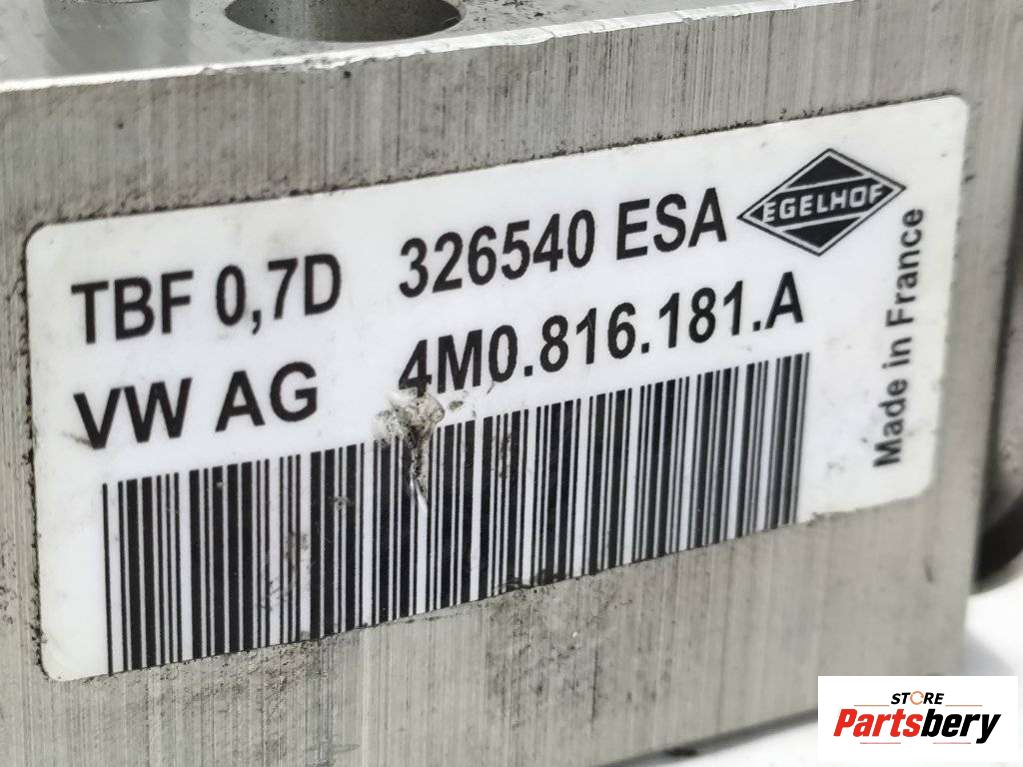 TBF 0,7D 326540 ESA EGELHOF
VW AG 4M0.816.181.A
Made in France
STORE
Partsbery